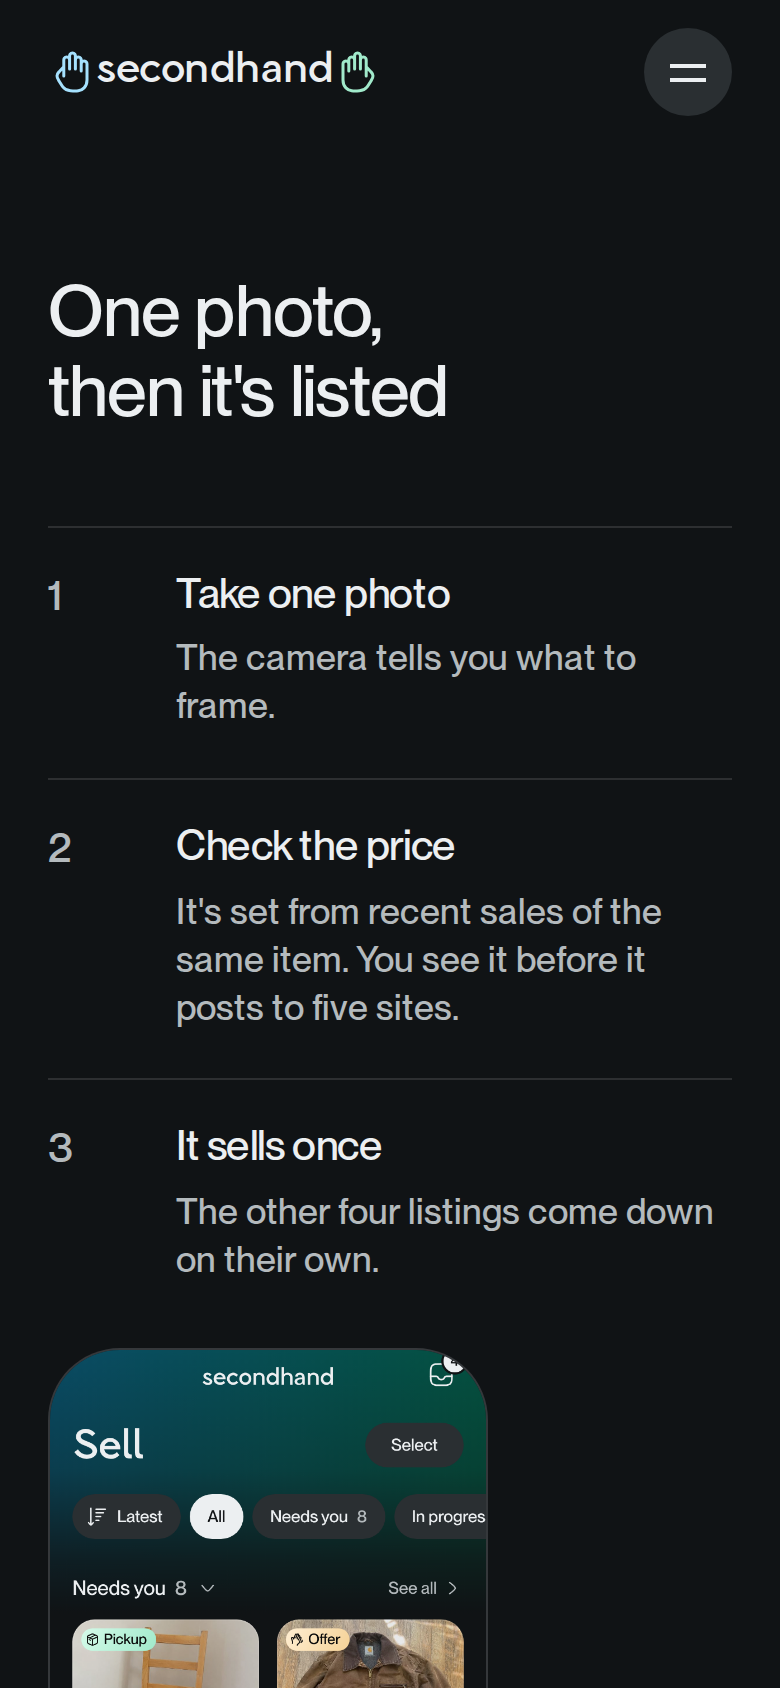 secondhand
One photo,
then it's listed
1
Take one photo
The camera tells you what to
frame.
2
Check the price
It's set from recent sales of the
same item. You see it before it
posts to five sites.
3
It sells once
The other four listings come down
on their own.
secondhand
Sell
Select
Latest
All
Needs you 8
In progres
Needs you 8
See all
Pickup
Offer